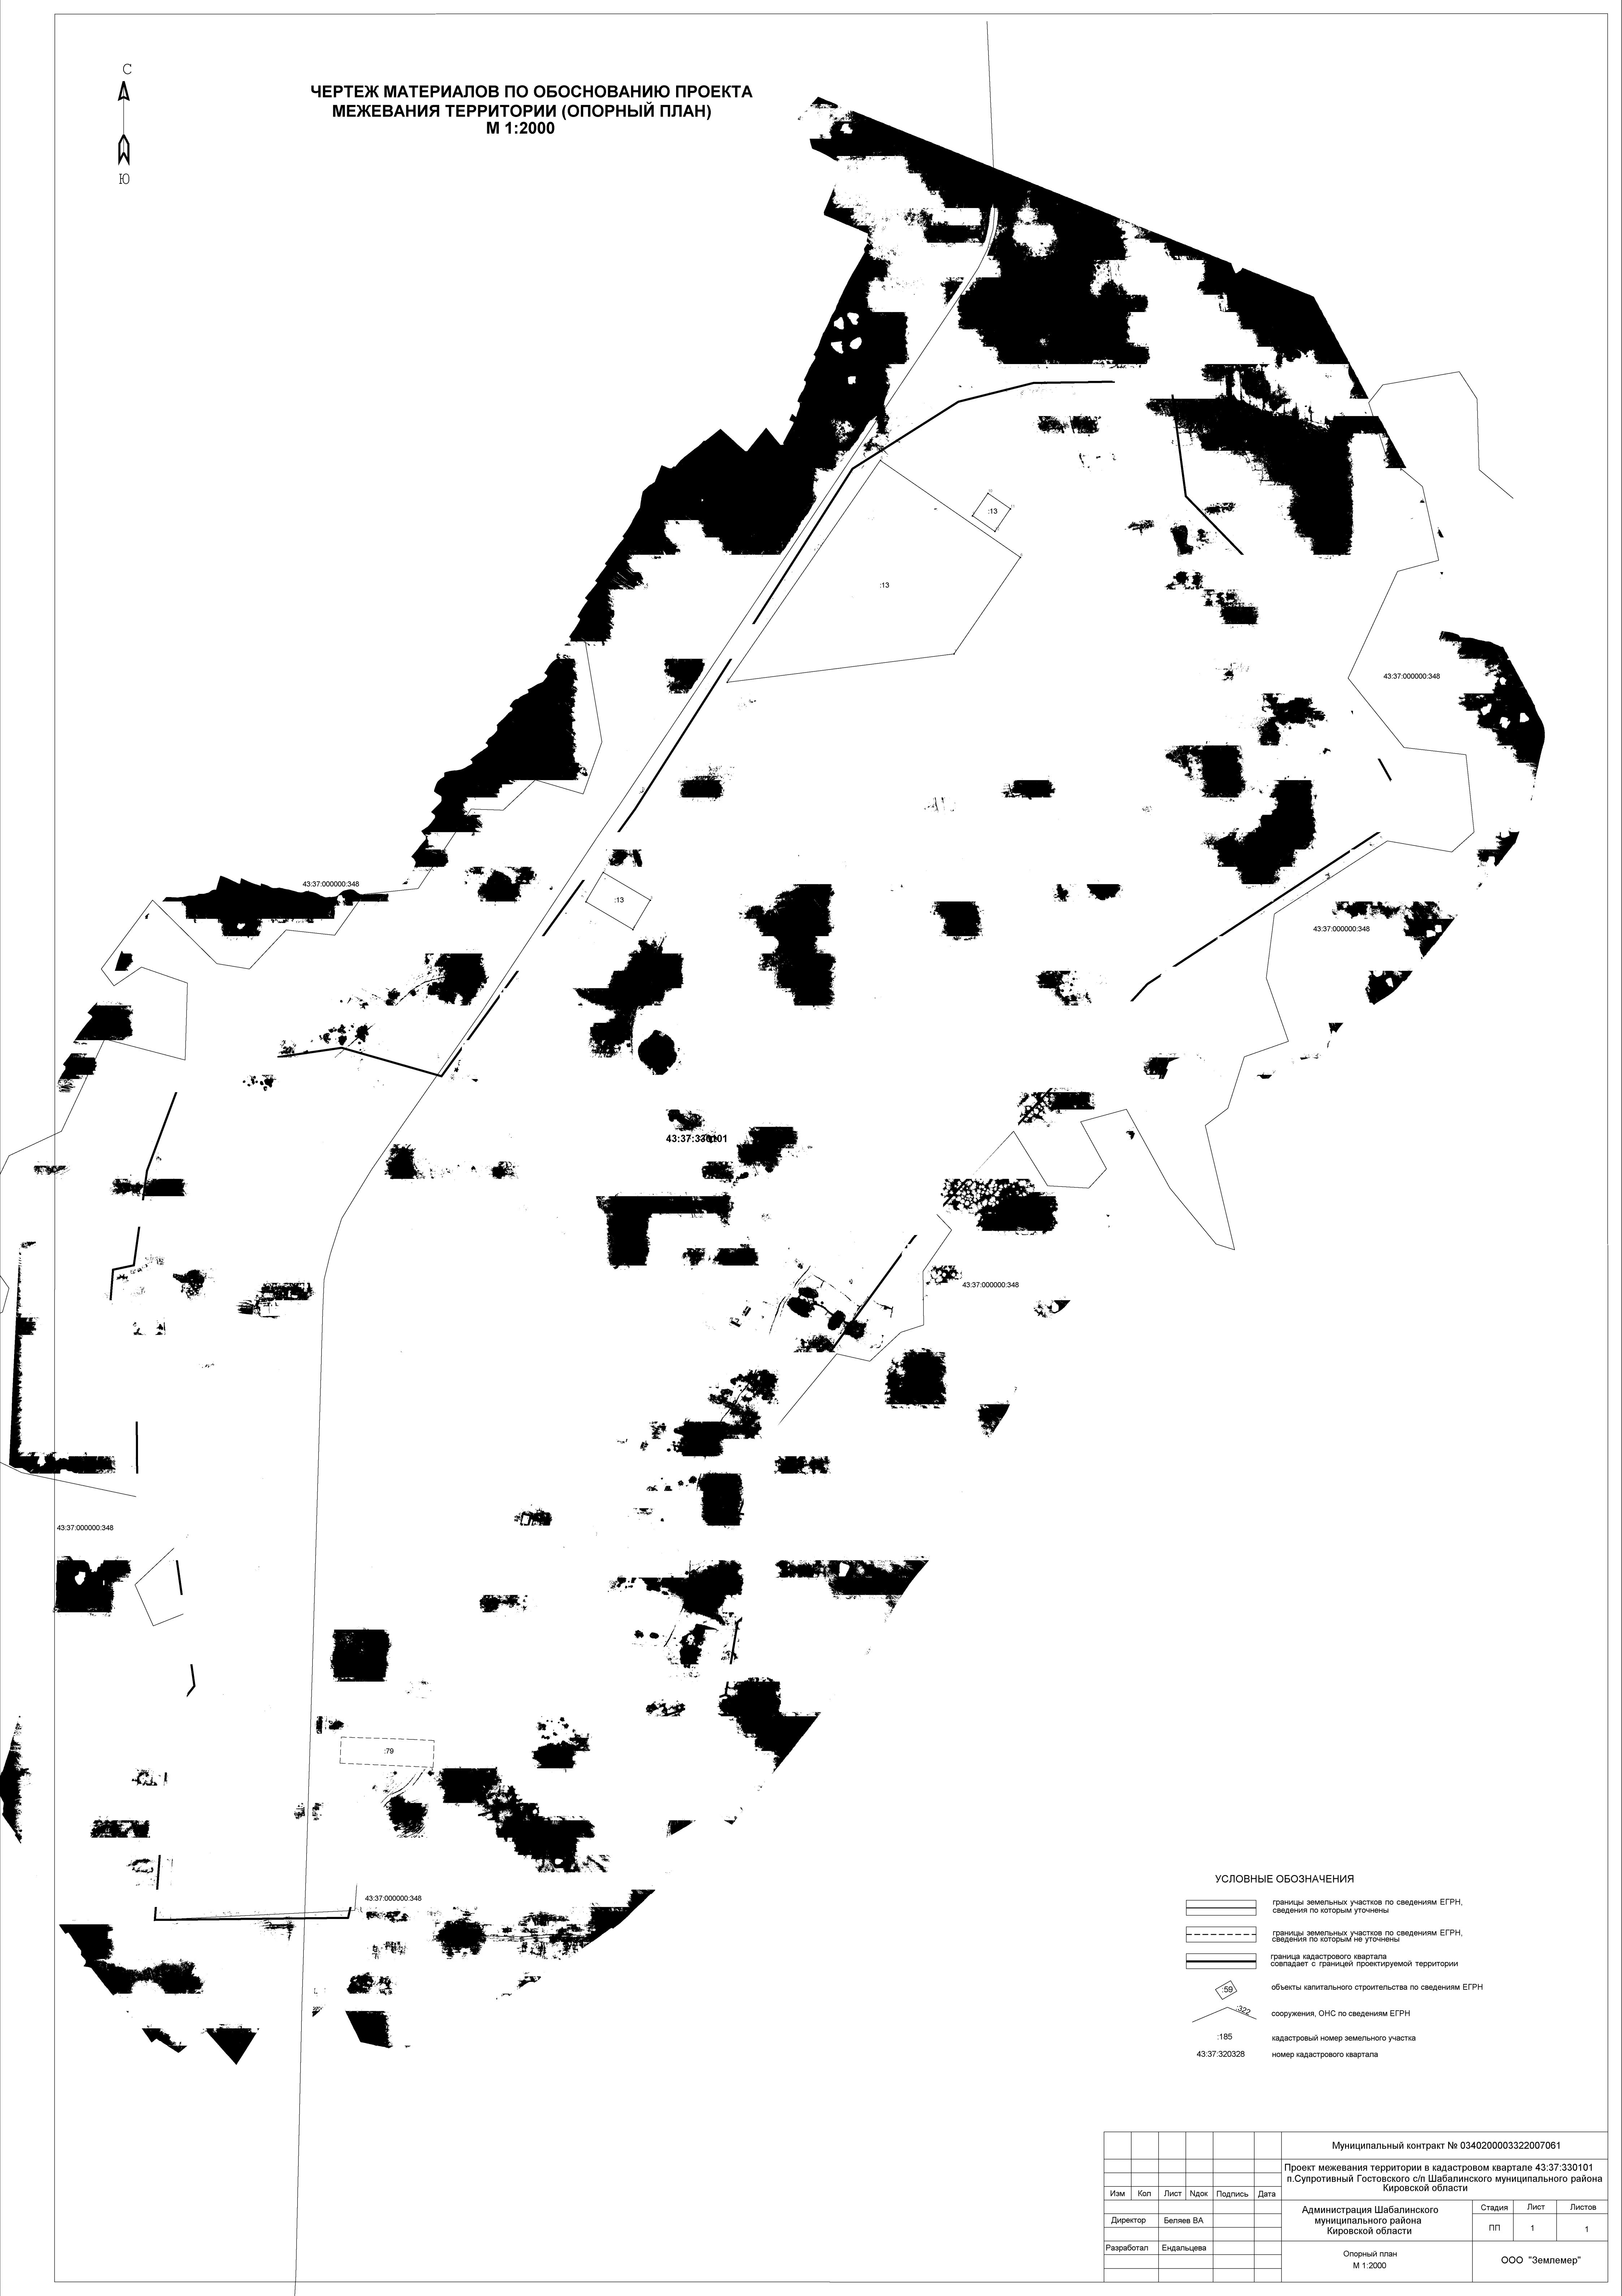 С
Ю
ЧЕРТЕЖ МАТЕРИАЛОВ ПО ОБОСНОВАНИЮ ПРОЕКТА
МЕЖЕВАНИЯ ТЕРРИТОРИИ (ОПОРНЫЙ ПЛАН)
М 1:2000
:13
:13
43:37:000000:348
43:37:000000:348
:13
43:37:000000:348
43:37:330101
43:37:000000:348
43:37:000000:348
:79
43:37:000000:348
УСЛОВНЫЕ ОБОЗНАЧЕНИЯ
границы земельных участков по сведениям ЕГРН,
сведения по которым уточнены
границы земельных участков по сведениям ЕГРН,
сведения по которым не уточнены
граница кадастрового квартала
совпадает с границей проектируемой территории
:59 объекты капитального строительства по сведениям ЕГРН
:322 сооружения, ОНС по сведениям ЕГРН
:185 кадастровый номер земельного участка
43:37:320328 номер кадастрового квартала
Муниципальный контракт № 0340200003322007061
Проект межевания территории в кадастровом квартале 43:37:330101
п.Супротивный Гостовского с/п Шабалинского муниципального района
Кировской области
Изм Кол Лист Nдок Подпись Дата
Администрация Шабалинского
муниципального района
Кировской области
Стадия Лист Листов
ПП 1 1
Директор Беляев ВА
Разработал Ендальцева
Опорный план
М 1:2000
ООО "Землемер"